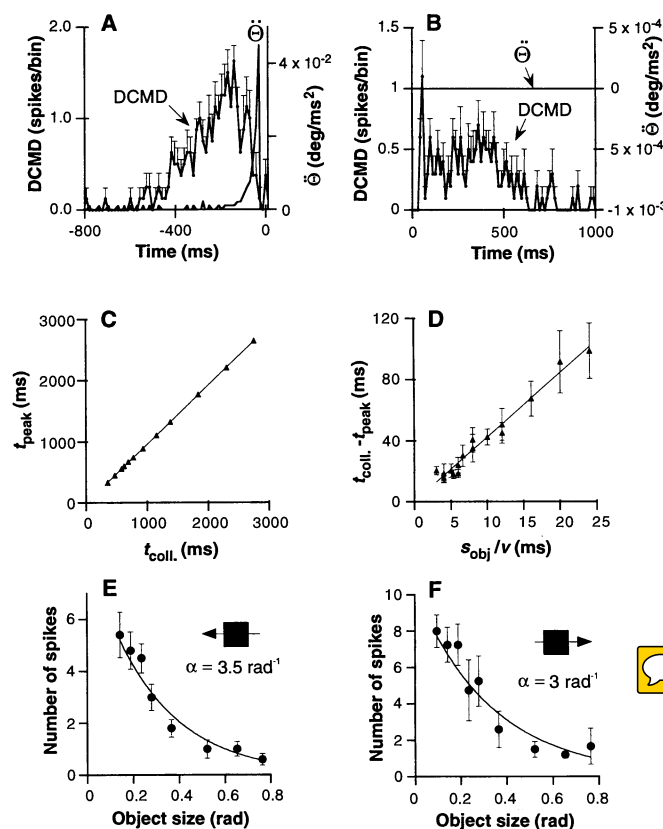 A
B
DCMD (spikes/bin)
2.0
1.0
0.0
Θ̈
DCMD
4 x 10⁻²
0
Θ̈ (deg/ms²)
-800
-400
0
Time (ms)
DCMD (spikes/bin)
1.5
1
0.5
0
Θ̈
DCMD
5 x 10⁻⁴
0
5 x 10⁻⁴
-1 x 10⁻³
Θ̈ (deg/ms²)
0
500
1000
Time (ms)
C
t_peak (ms)
3000
2000
1000
0
0
1000
2000
3000
t_coll. (ms)
D
t_coll. -t_peak (ms)
120
80
40
0
0
5
10
15
20
25
s_obj /v (ms)
E
Number of spikes
6
4
2
0
α = 3.5 rad⁻¹
0
0.2
0.4
0.6
0.8
Object size (rad)
F
Number of spikes
10
8
6
4
2
0
α = 3 rad⁻¹
0
0.2
0.4
0.6
0.8
Object size (rad)